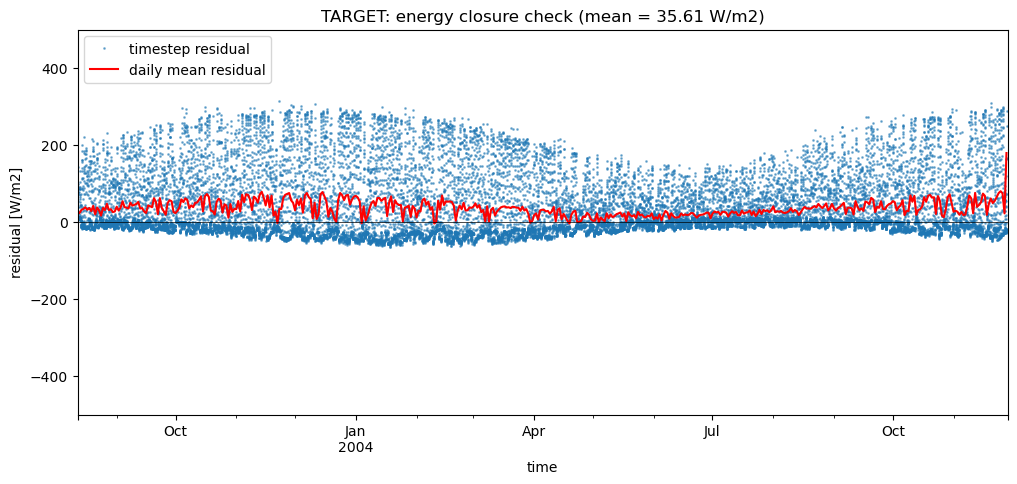 TARGET: energy closure check (mean = 35.61 W/m2)
timestep residual
daily mean residual
400
200
0
−200
−400
residual [W/m2]
Oct
Jan
2004
Apr
Jul
Oct
time